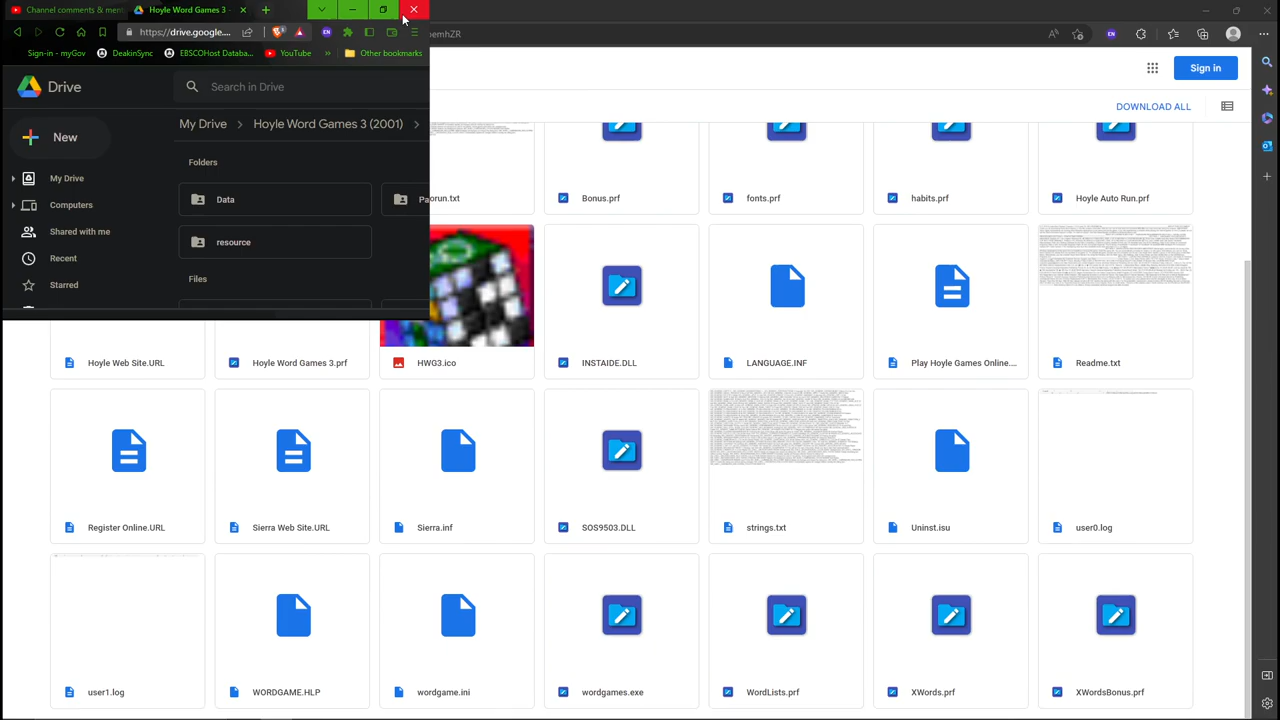 Channel comments & men
Hoyle Word Games 3 -
https://drive.google....
EN
Sign-in - myGov
DeakinSync
EBSCOHost Databa...
YouTube
Other bookmarks
Drive
Search in Drive
New
My Drive
Computers
Shared with me
Recent
Starred
My Drive
Hoyle Word Games 3 (2001)
Folders
Data
resource
Files
pemhZR
EN
Sign in
DOWNLOAD ALL
orun.txt
Bonus.prf
fonts.prf
habits.prf
Hoyle Auto Run.prf
Hoyle Web Site.URL
Hoyle Word Games 3.prf
HWG3.ico
INSTAIDE.DLL
LANGUAGE.INF
Play Hoyle Games Online....
Readme.txt
Register Online.URL
Sierra Web Site.URL
Sierra.inf
SOS9503.DLL
strings.txt
Uninst.isu
user0.log
user1.log
WORDGAME.HLP
wordgame.ini
wordgames.exe
WordLists.prf
XWords.prf
XWordsBonus.prf